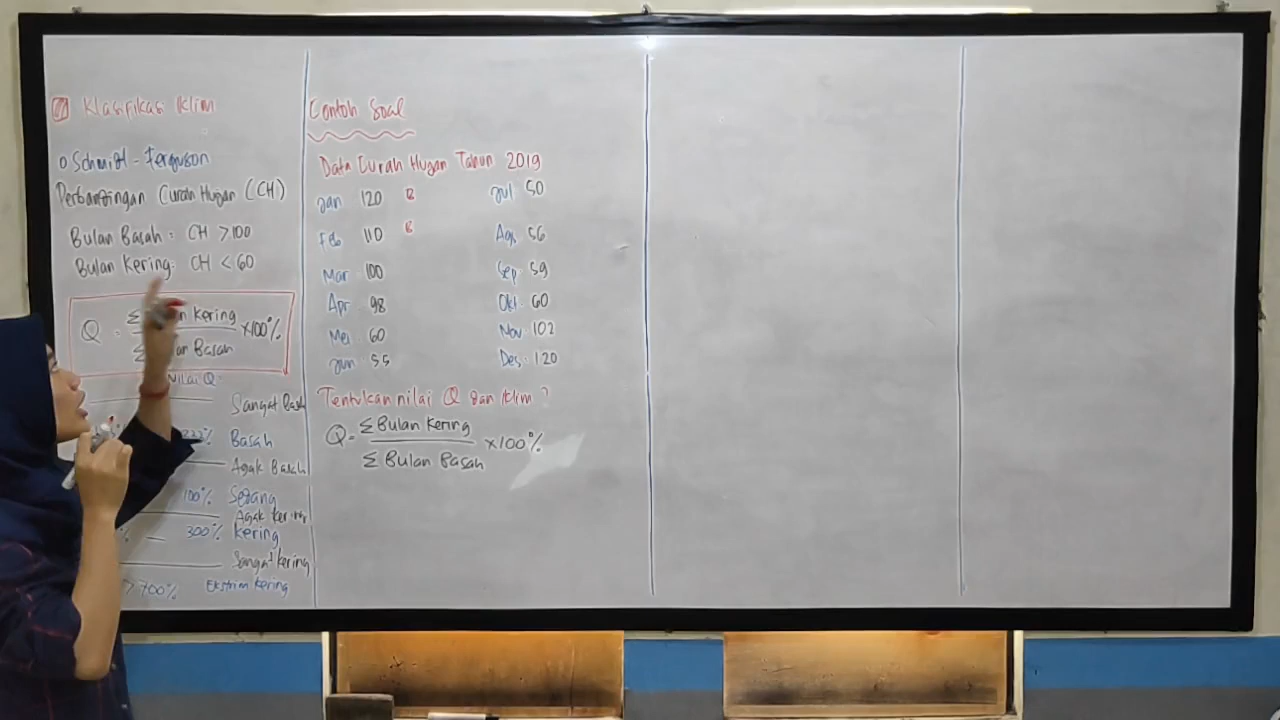 Klasifikasi Iklim
o Schmidt - Ferguson
Perbandingan Curah Hujan (CH)
Bulan Basah = CH > 100
Bulan Kering: CH < 60
Q = Σ n Kering ×100%
Σ an Basah
Nilai Q
Sangat Basah
Basah
Agak Basah
100% Sedang
Agak Kering
% — 300% Kering
Sangat Kering
> 700% Ekstrim Kering
Contoh Soal
Data Curah Hujan Tahun 2019
Jan 120 B
Feb 110 B
Mar 100
Apr 98
Mei 60
Jun 55
Jul 50
Ags 56
Sep 59
Okt 60
Nov 102
Des 120
Tentukan nilai Q dan Iklim ?
Q = Σ Bulan Kering ×100%
Σ Bulan Basah